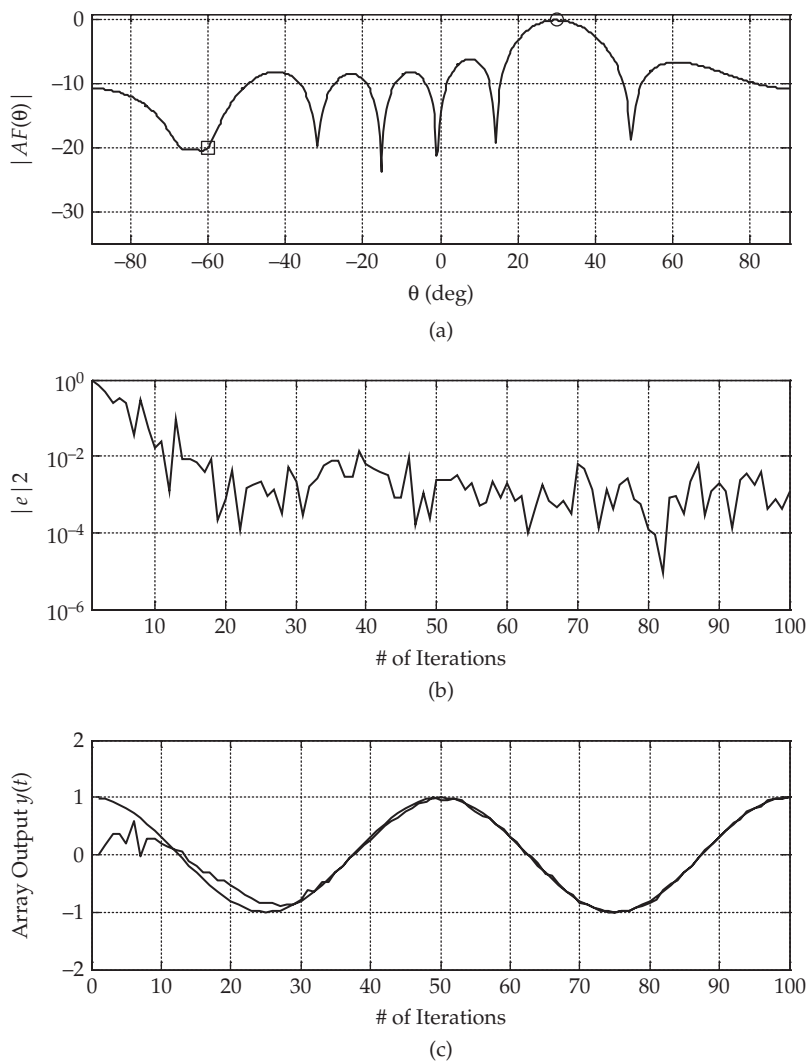 0
−10
−20
−30
| AF(θ) |
−80 −60 −40 −20 0 20 40 60 80
θ (deg)
(a)
10⁰
10⁻²
10⁻⁴
10⁻⁶
| e | 2
10 20 30 40 50 60 70 80 90 100
# of Iterations
(b)
2
1
0
−1
−2
Array Output y(t)
0 10 20 30 40 50 60 70 80 90 100
# of Iterations
(c)